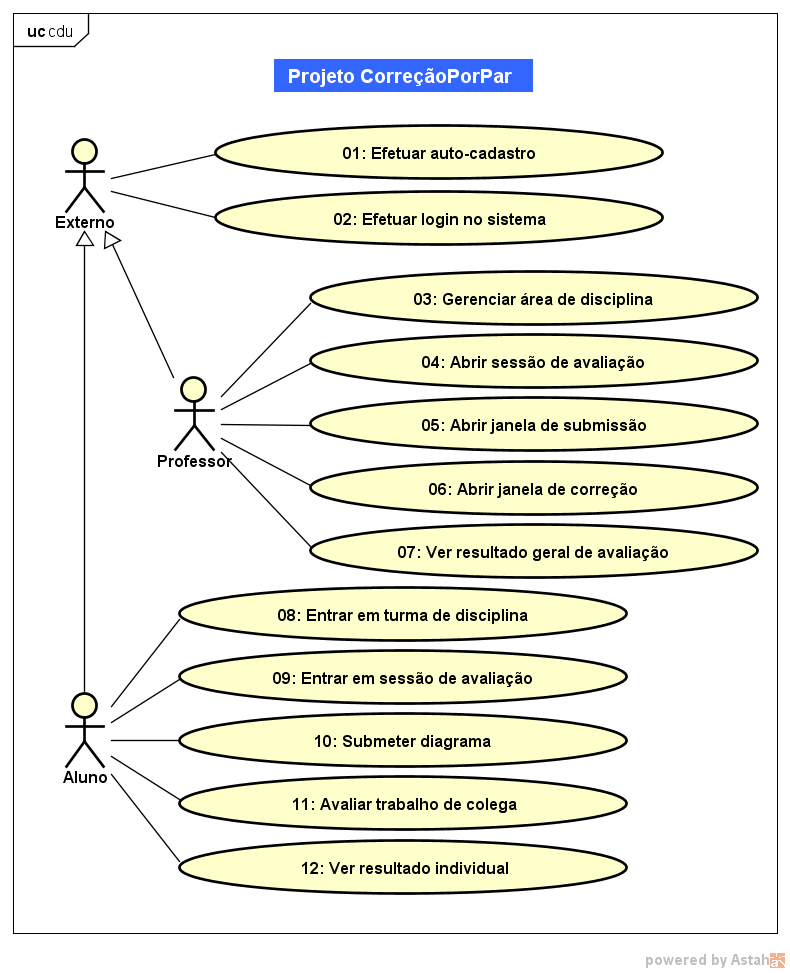 uc cdu
Projeto CorreçãoPorPar
01: Efetuar auto-cadastro
02: Efetuar login no sistema
Externo
03: Gerenciar área de disciplina
04: Abrir sessão de avaliação
05: Abrir janela de submissão
Professor
06: Abrir janela de correção
07: Ver resultado geral de avaliação
08: Entrar em turma de disciplina
09: Entrar em sessão de avaliação
10: Submeter diagrama
Aluno
11: Avaliar trabalho de colega
12: Ver resultado individual
powered by Astah